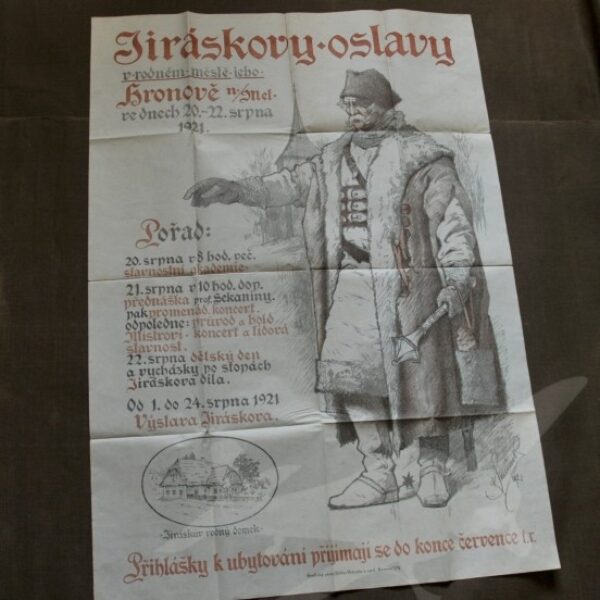 Jiráskovy · oslavy
v rodném městě jeho
Hronově n/Met.
ve dnech 20.-22. srpna
1921.
Pořad:
20. srpna v 8 hod. več.
slavnostní akademie.
21. srpna v 10 hod. dop.
přednáška prof. Sekaniny.
pak promenád. koncert.
odpoledne: průvod a hold
Mistrovi - koncert a lidová
slavnost.
22. srpna dětský den
a vycházky po stopách
Jiráskova díla.
Od 1. do 24. srpna 1921
Výstava Jiráskova.
-Jiráskův rodný domek-
Přihlášky k ubytování přijímají se do konce července t.r.